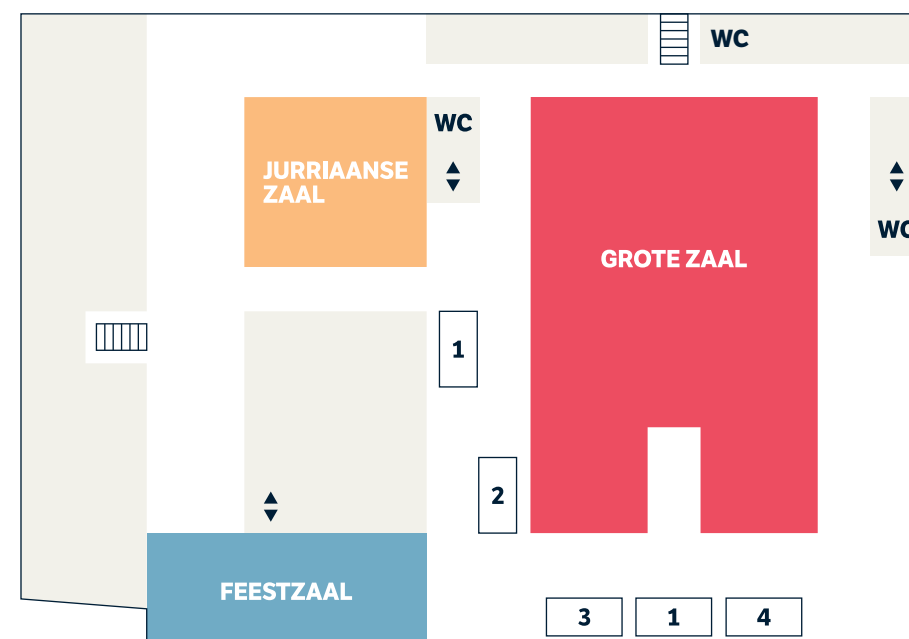 WC
WC
JURRIAANSE
ZAAL
WC
GROTE ZAAL
1
2
FEESTZAAL
3
1
4